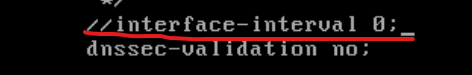 */
//interface-interval 0;_
dnssec-validation no;